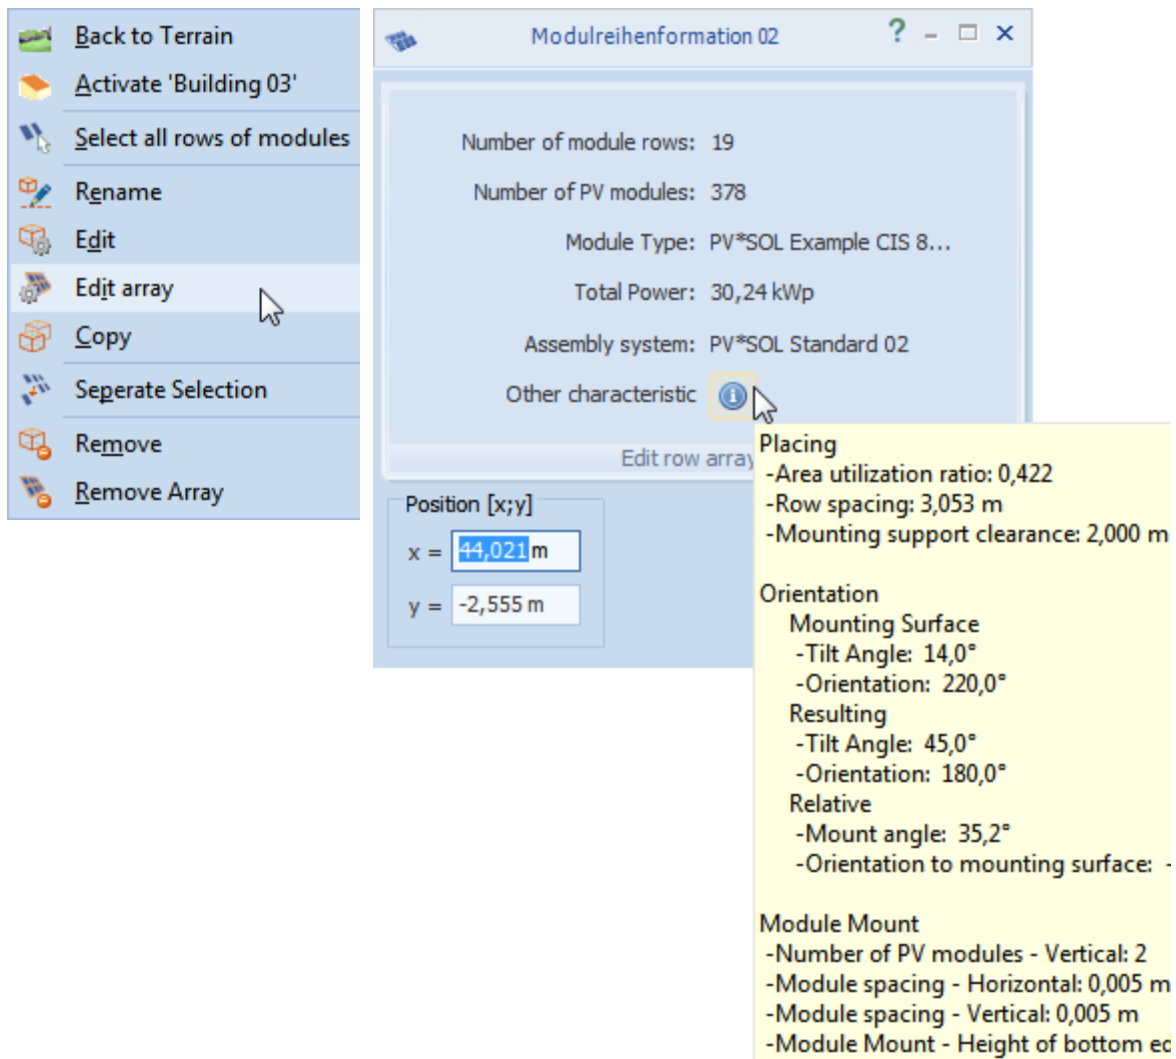 Back to Terrain
Activate 'Building 03'
Select all rows of modules
Rename
Edit
Edit array
Copy
Seperate Selection
Remove
Remove Array
Modulreihenformation 02
Number of module rows: 19
Number of PV modules: 378
Module Type: PV*SOL Example CIS 8...
Total Power: 30,24 kWp
Assembly system: PV*SOL Standard 02
Other characteristic
Edit row array
Position [x;y]
x = 44,021 m
y = -2,555 m
Placing
-Area utilization ratio: 0,422
-Row spacing: 3,053 m
-Mounting support clearance: 2,000 m
Orientation
Mounting Surface
-Tilt Angle: 14,0°
-Orientation: 220,0°
Resulting
-Tilt Angle: 45,0°
-Orientation: 180,0°
Relative
-Mount angle: 35,2°
-Orientation to mounting surface: -
Module Mount
-Number of PV modules - Vertical: 2
-Module spacing - Horizontal: 0,005 m
-Module spacing - Vertical: 0,005 m
-Module Mount - Height of bottom